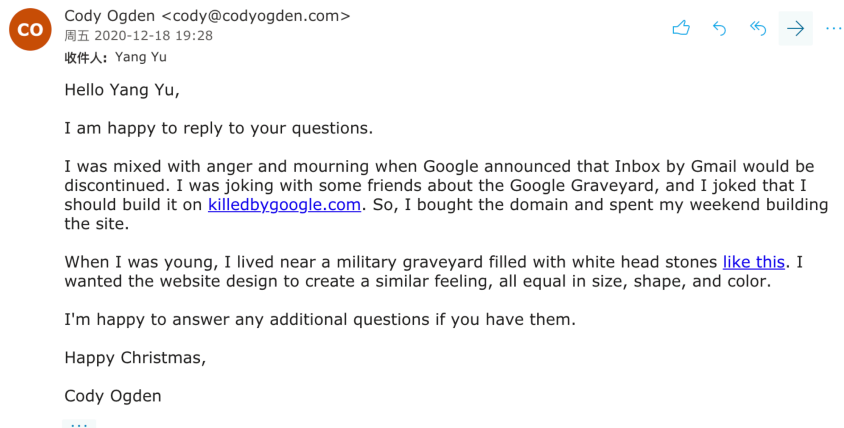 CO
Cody Ogden <cody@codyogden.com>
周五 2020-12-18 19:28
收件人: Yang Yu
Hello Yang Yu,
I am happy to reply to your questions.
I was mixed with anger and mourning when Google announced that Inbox by Gmail would be
discontinued. I was joking with some friends about the Google Graveyard, and I joked that I
should build it on killedbygoogle.com. So, I bought the domain and spent my weekend building
the site.
When I was young, I lived near a military graveyard filled with white head stones like this. I
wanted the website design to create a similar feeling, all equal in size, shape, and color.
I'm happy to answer any additional questions if you have them.
Happy Christmas,
Cody Ogden